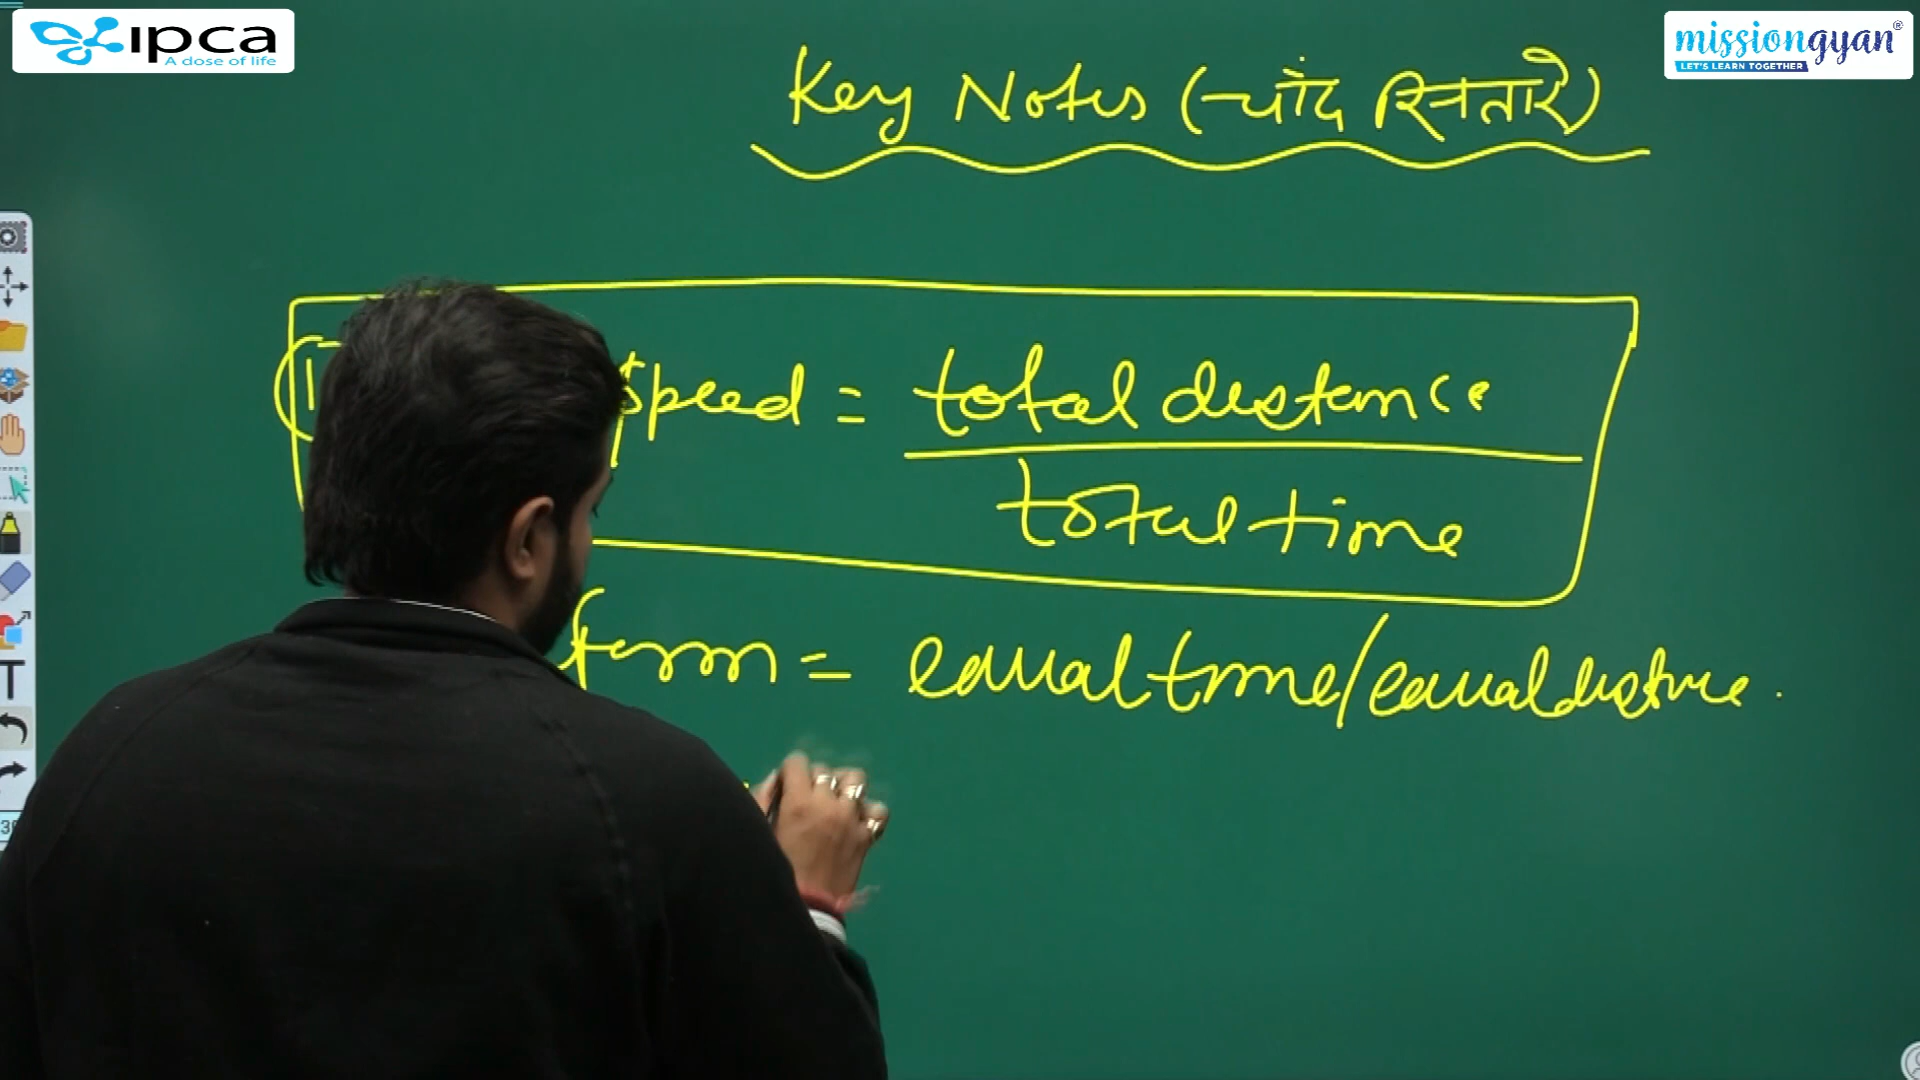 ipca
A dose of life
missiongyan®
LET'S LEARN TOGETHER
Key Notes (चाँद सितारे)
(1 speed = total distance
total time
form = equal time/equal distance.
T